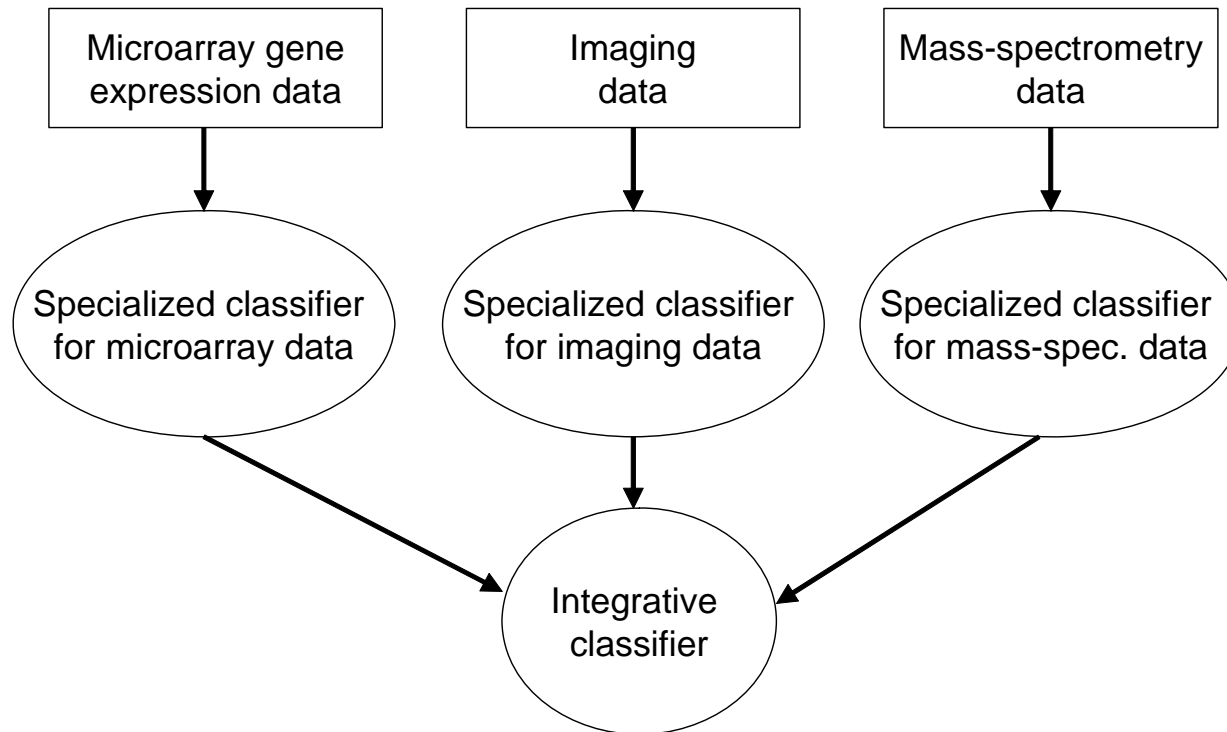 Microarray gene
expression data
Imaging
data
Mass-spectrometry
data
Specialized classifier
for microarray data
Specialized classifier
for imaging data
Specialized classifier
for mass-spec. data
Integrative
classifier